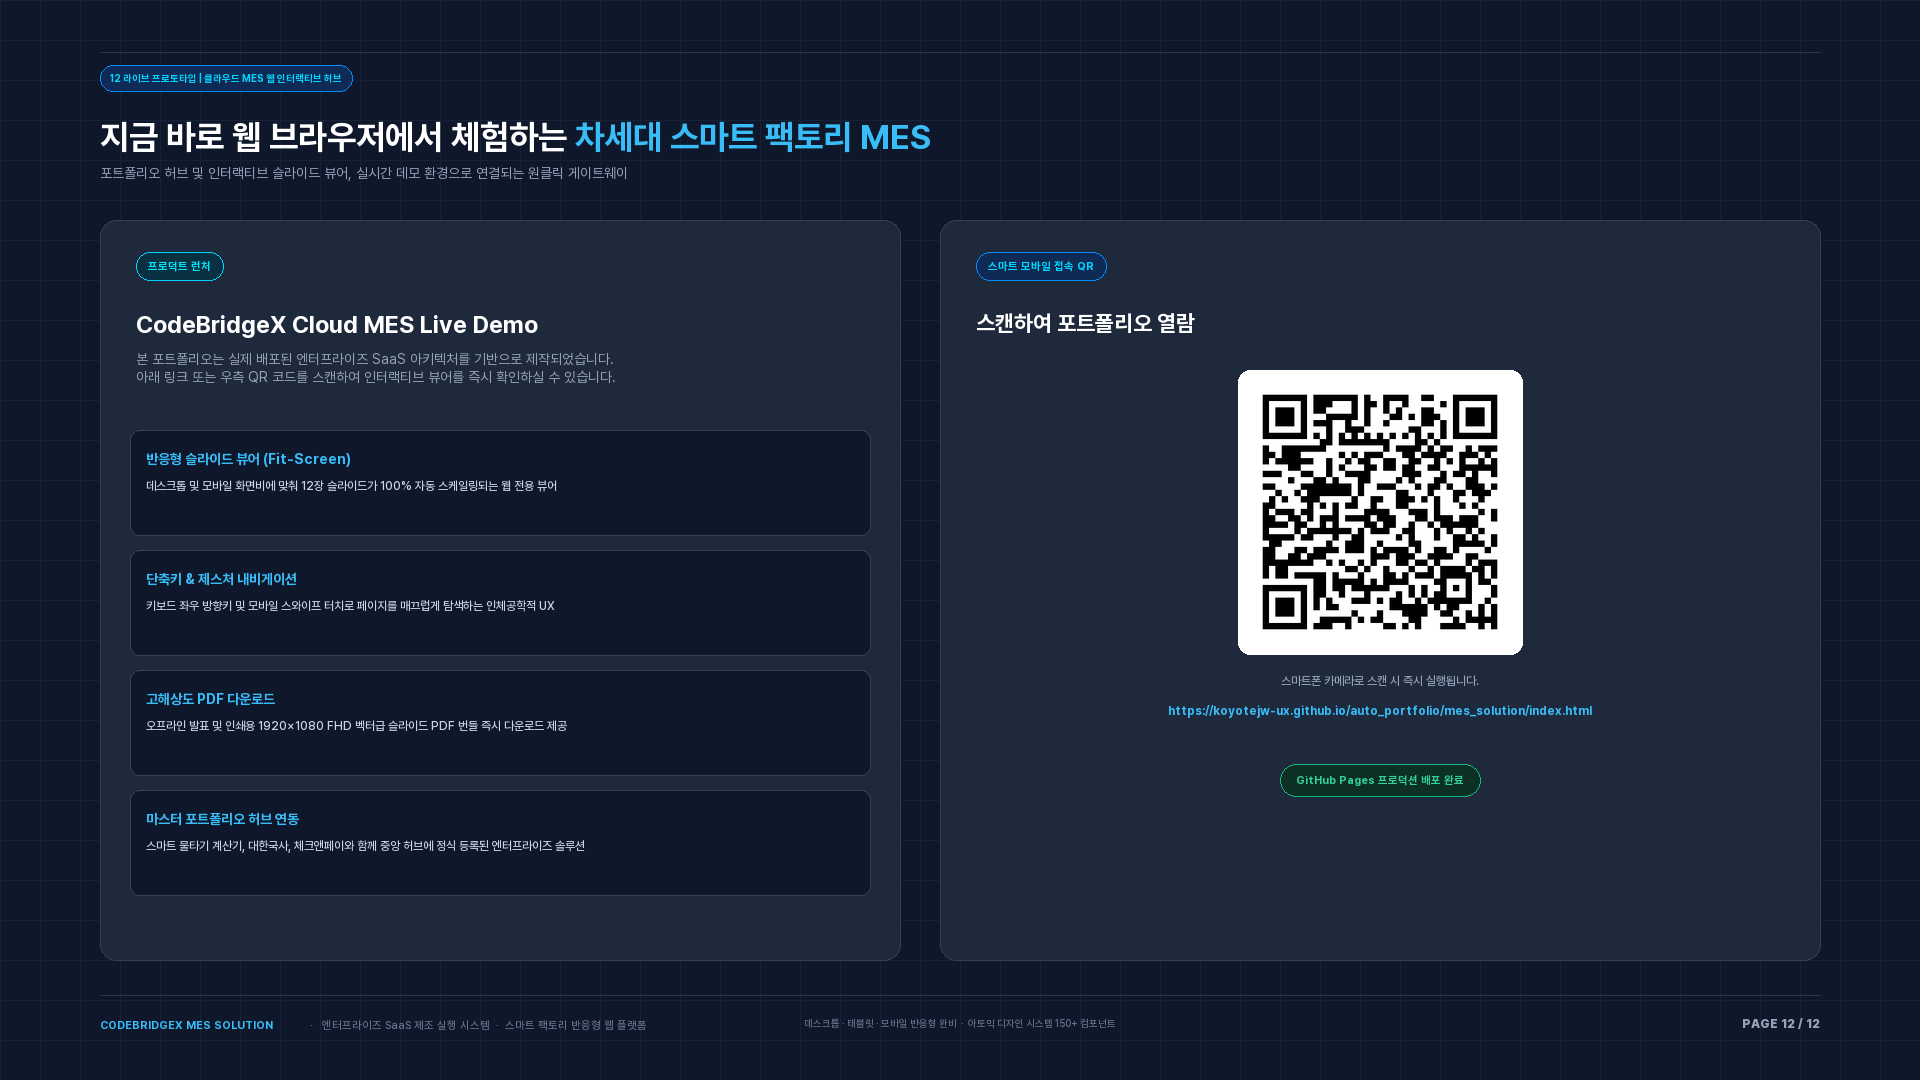 12 라이브 프로토타입 | 클라우드 MES 웹 인터랙티브 허브
지금 바로 웹 브라우저에서 체험하는 차세대 스마트 팩토리 MES
포트폴리오 허브 및 인터랙티브 슬라이드 뷰어, 실시간 데모 환경으로 연결되는 원클릭 게이트웨이
프로덕트 런처
CodeBridgeX Cloud MES Live Demo
본 포트폴리오는 실제 배포된 엔터프라이즈 SaaS 아키텍처를 기반으로 제작되었습니다.
아래 링크 또는 우측 QR 코드를 스캔하여 인터랙티브 뷰어를 즉시 확인하실 수 있습니다.
반응형 슬라이드 뷰어 (Fit-Screen)
데스크톱 및 모바일 화면비에 맞춰 12장 슬라이드가 100% 자동 스케일링되는 웹 전용 뷰어
단축키 & 제스처 내비게이션
키보드 좌우 방향키 및 모바일 스와이프 터치로 페이지를 매끄럽게 탐색하는 인체공학적 UX
고해상도 PDF 다운로드
오프라인 발표 및 인쇄용 1920×1080 FHD 벡터급 슬라이드 PDF 번들 즉시 다운로드 제공
마스터 포트폴리오 허브 연동
스마트 물타기 계산기, 대한국사, 체크앤페이와 함께 중앙 허브에 정식 등록된 엔터프라이즈 솔루션
스마트 모바일 접속 QR
스캔하여 포트폴리오 열람
스마트폰 카메라로 스캔 시 즉시 실행됩니다.
https://koyotejw-ux.github.io/auto_portfolio/mes_solution/index.html
GitHub Pages 프로덕션 배포 완료
CODEBRIDGEX MES SOLUTION · 엔터프라이즈 SaaS 제조 실행 시스템 · 스마트 팩토리 반응형 웹 플랫폼
데스크톱 · 태블릿 · 모바일 반응형 완비 · 아토믹 디자인 시스템 150+ 컴포넌트
PAGE 12 / 12